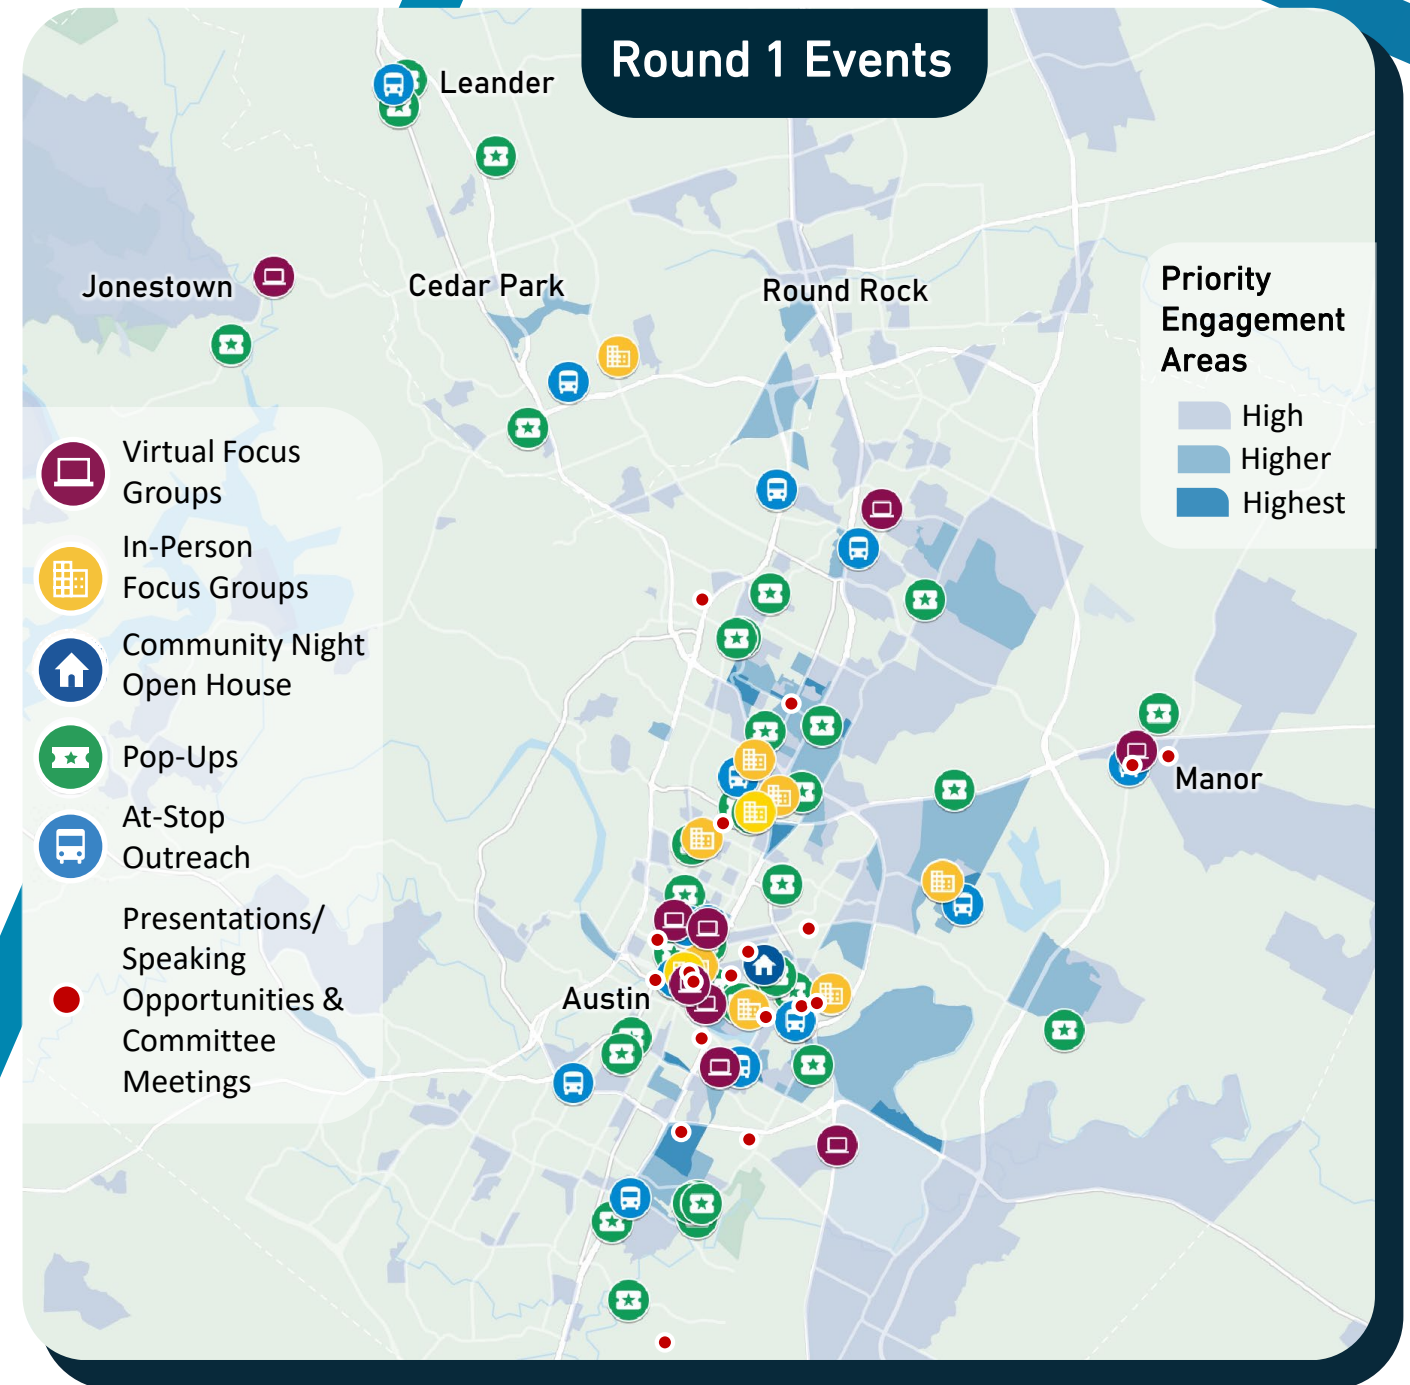 Round 1 Events
Leander
Jonestown
Cedar Park
Round Rock
Priority
Engagement
Areas
High
Higher
Highest
Virtual Focus
Groups
In-Person
Focus Groups
Community Night
Open House
Pop-Ups
At-Stop
Outreach
Presentations/
Speaking
Opportunities &
Committee
Meetings
Manor
Austin